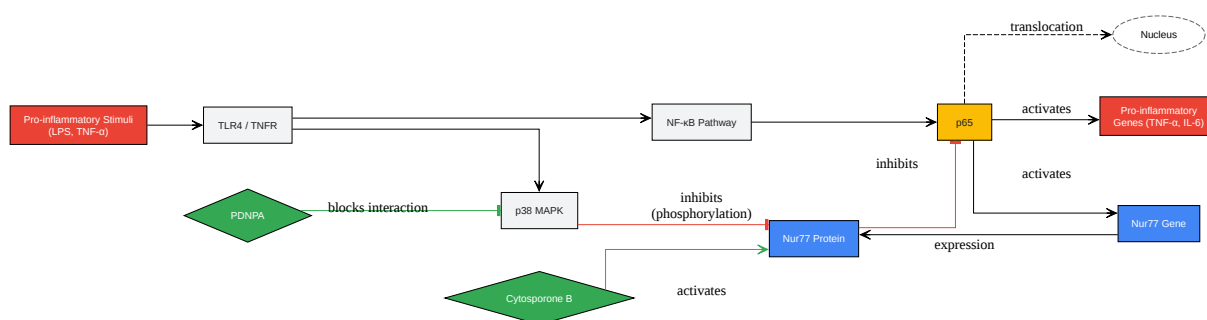 translocation
Nucleus
Pro-inflammatory Stimuli
(LPS, TNF-α)
TLR4 / TNFR
NF-κB Pathway
p65
activates
Pro-inflammatory
Genes (TNF-α, IL-6)
inhibits
activates
PDNPA
blocks interaction
p38 MAPK
inhibits
(phosphorylation)
Nur77 Protein
expression
Nur77 Gene
Cytosporone B
activates